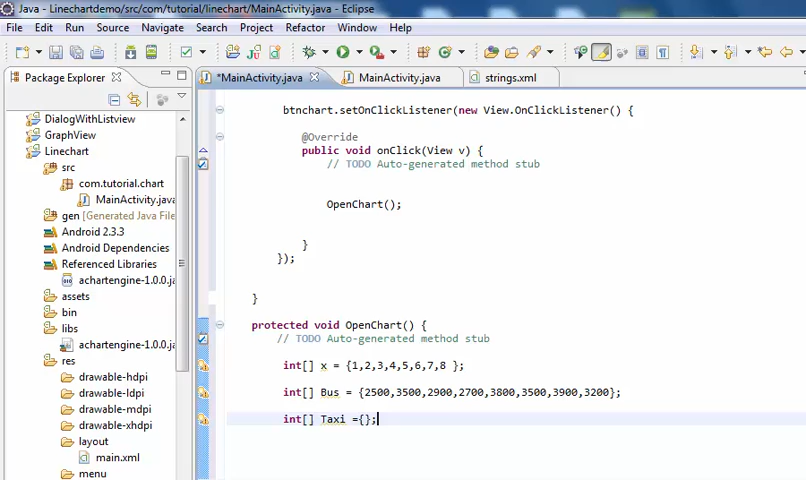 Java - Linechartdemo/src/com/tutorial/linechart/MainActivity.java - Eclipse
File Edit Run Source Navigate Search Project Refactor Window Help
Package Explorer
*MainActivity.java
MainActivity.java
strings.xml
DialogWithListview
GraphView
Linechart
src
com.tutorial.chart
MainActivity.java
gen [Generated Java File
Android 2.3.3
Android Dependencies
Referenced Libraries
achartengine-1.0.0.ja
assets
bin
libs
achartengine-1.0.0.ja
res
drawable-hdpi
drawable-ldpi
drawable-mdpi
drawable-xhdpi
layout
main.xml
menu
btnchart.setOnClickListener(new View.OnClickListener() {
@Override
public void onClick(View v) {
// TODO Auto-generated method stub
OpenChart();
}
});
}
protected void OpenChart() {
// TODO Auto-generated method stub
int[] x = {1,2,3,4,5,6,7,8 };
int[] Bus = {2500,3500,2900,2700,3800,3500,3900,3200};
int[] Taxi ={};